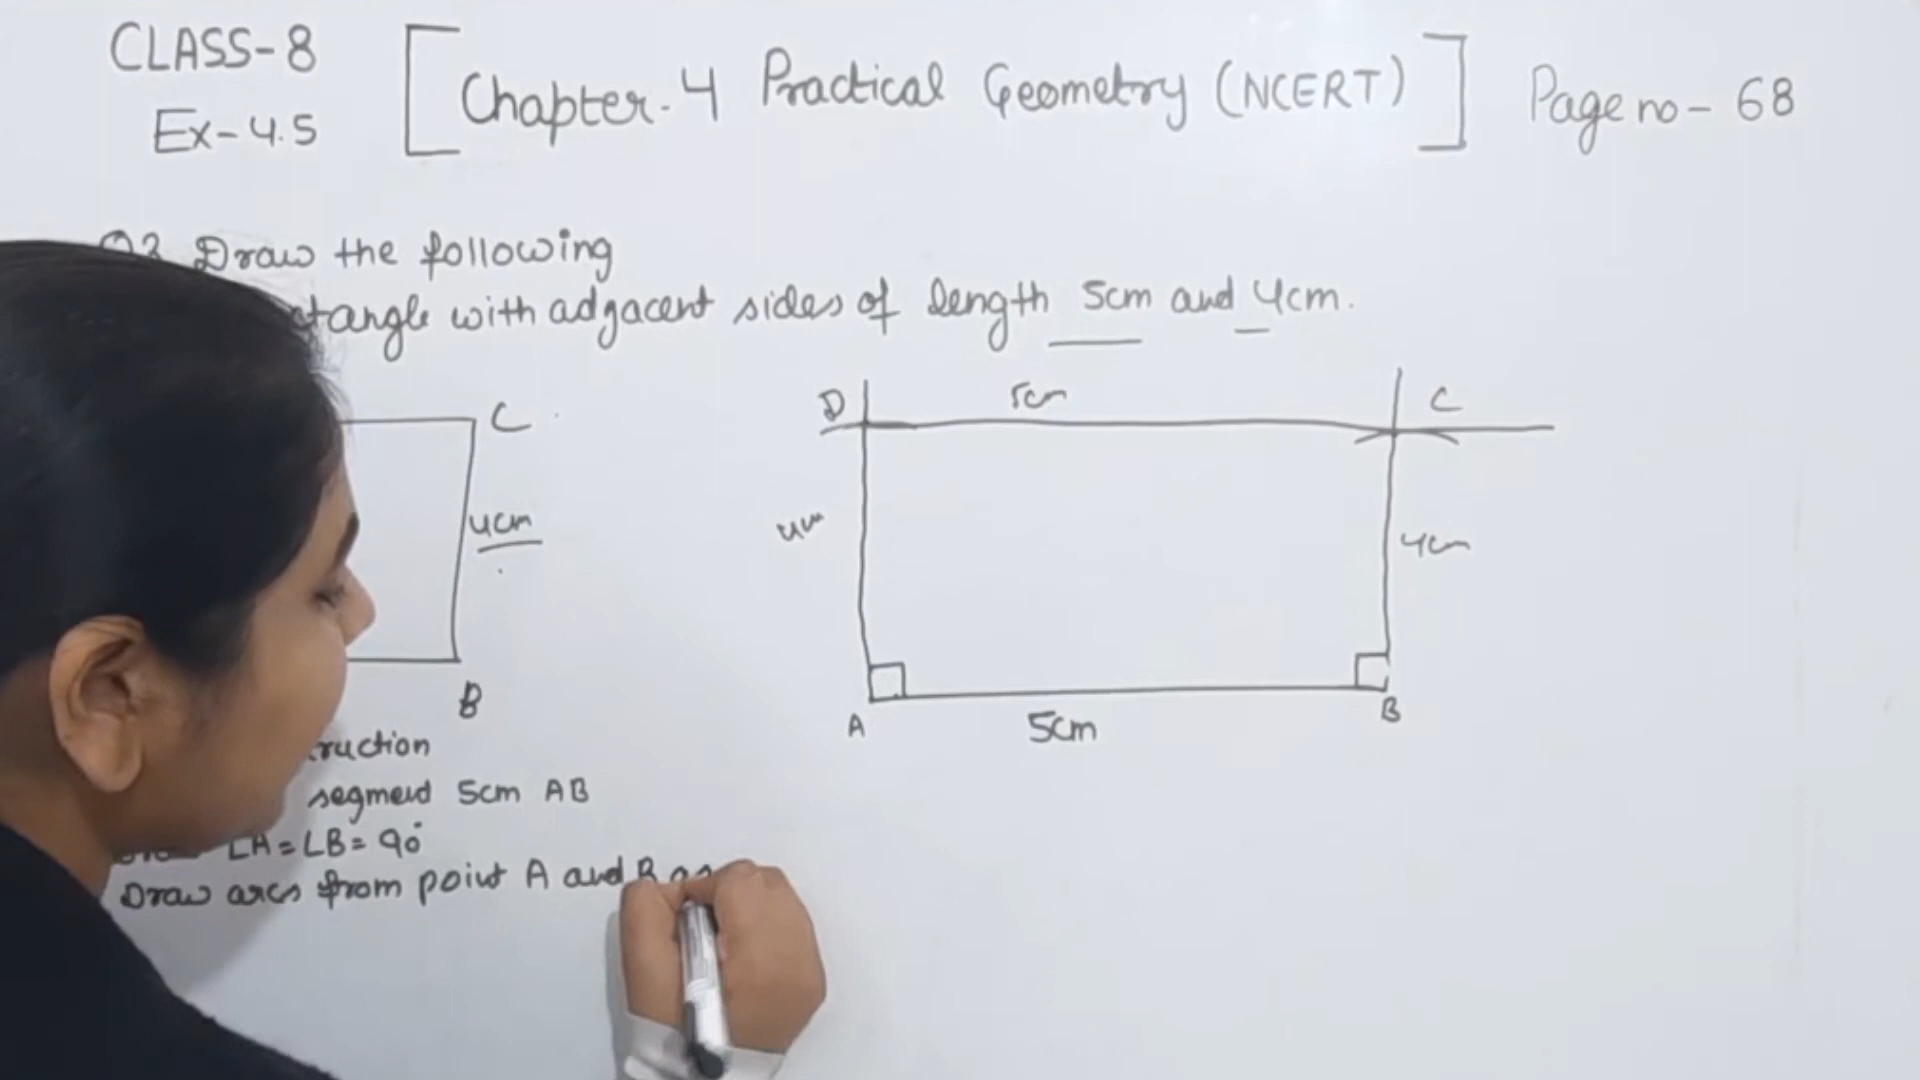 CLASS-8
Ex-4.5
[Chapter-4 Practical Geometry (NCERT)]
Page no - 68
Draw the following
tangle with adjacent sides of length 5cm and 4cm.
C
4cm
B
D
5cm
C
4cm
4cm
A
5cm
B
ruction
segment 5cm AB
∠A = ∠B = 90°
Draw arcs from point A and B